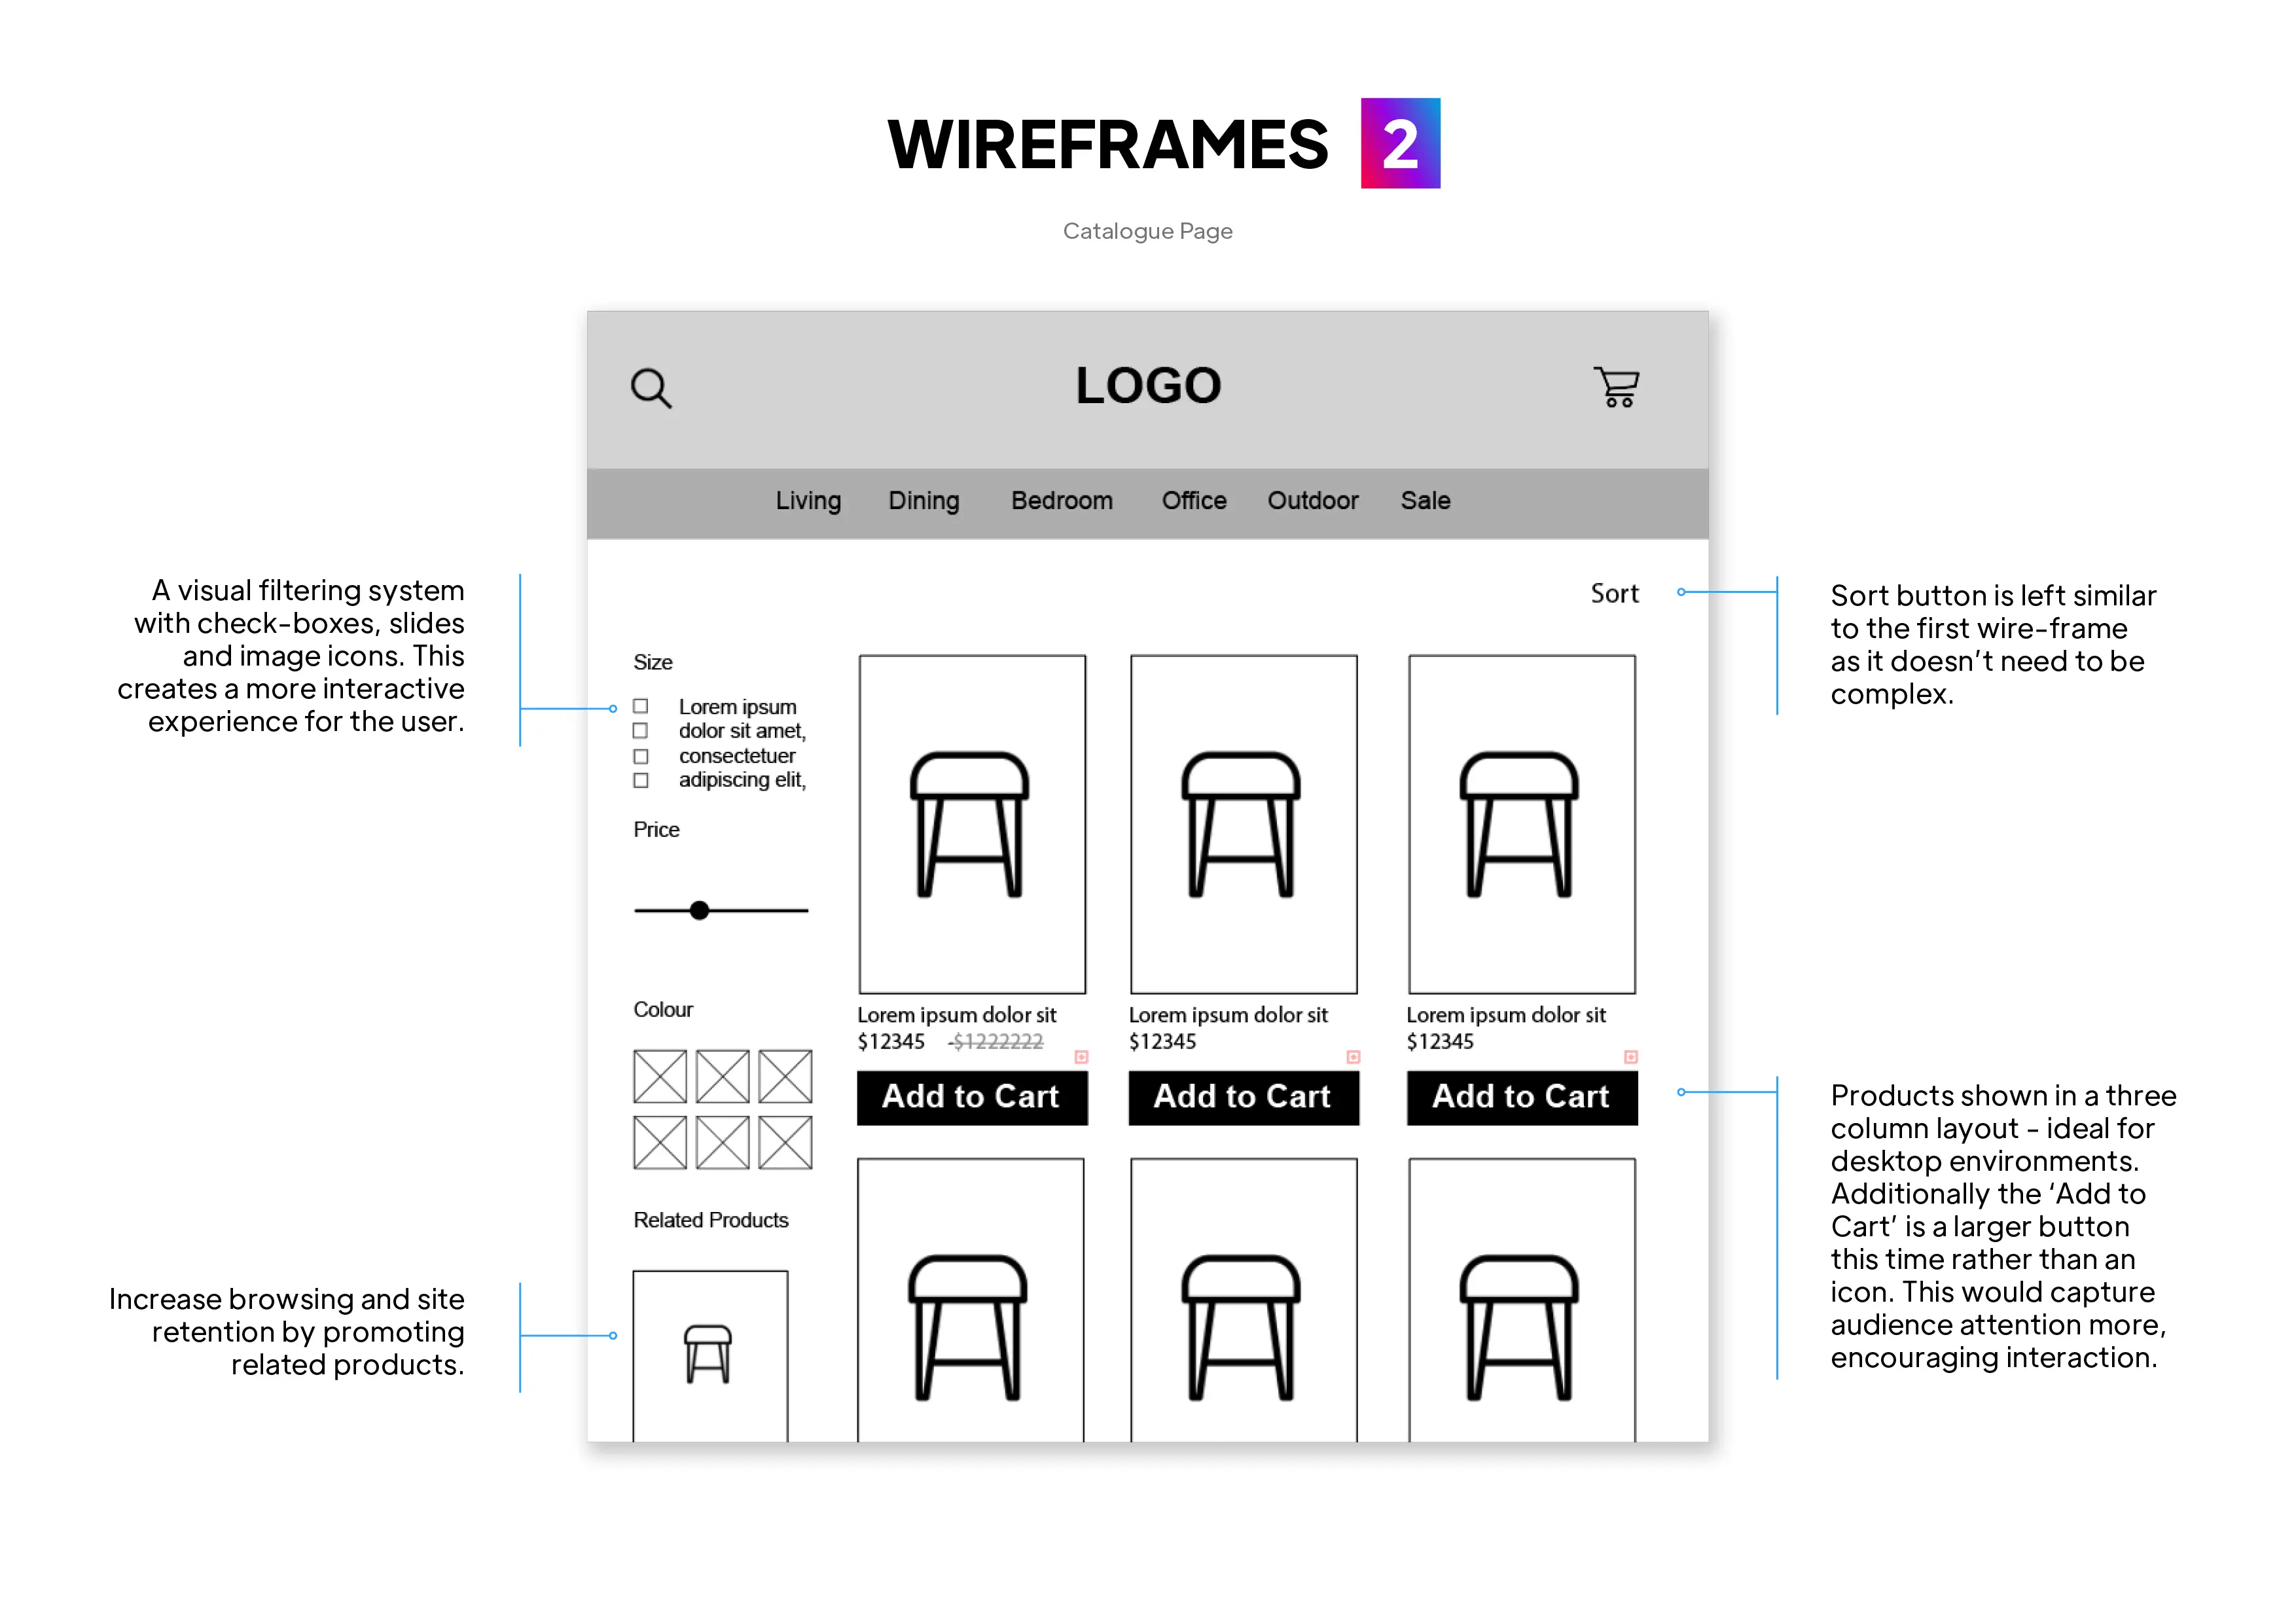 WIREFRAMES 2
Catalogue Page
LOGO
Living Dining Bedroom Office Outdoor Sale
A visual filtering system
with check-boxes, slides
and image icons. This
creates a more interactive
experience for the user.
Sort
Sort button is left similar
to the first wire-frame
as it doesn't need to be
complex.
Size
Lorem ipsum
dolor sit amet,
consectetuer
adipiscing elit,
Price
Colour
Related Products
Lorem ipsum dolor sit
$12345 -$1222222
Add to Cart
Lorem ipsum dolor sit
$12345
Add to Cart
Lorem ipsum dolor sit
$12345
Add to Cart
Products shown in a three
column layout - ideal for
desktop environments.
Additionally the ‘Add to
Cart’ is a larger button
this time rather than an
icon. This would capture
audience attention more,
encouraging interaction.
Increase browsing and site
retention by promoting
related products.